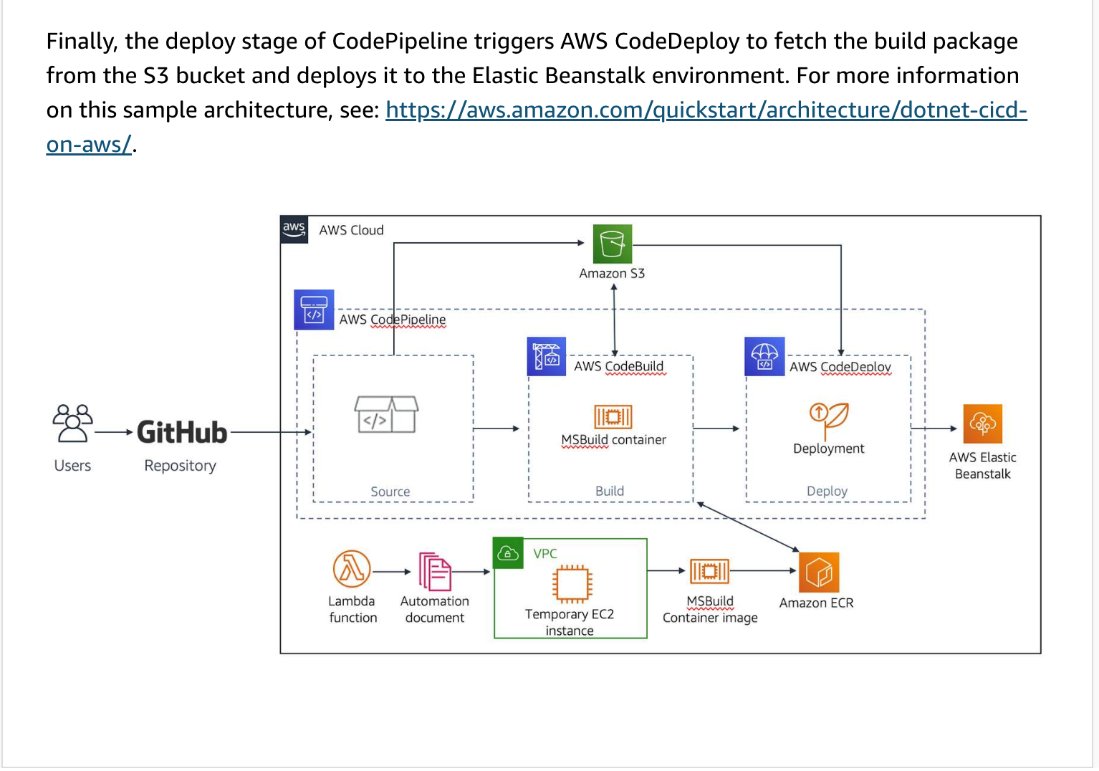 Finally, the deploy stage of CodePipeline triggers AWS CodeDeploy to fetch the build package
from the S3 bucket and deploys it to the Elastic Beanstalk environment. For more information
on this sample architecture, see: https://aws.amazon.com/quickstart/architecture/dotnet-cicd-
on-aws/.
aws
AWS Cloud
Amazon S3
AWS CodePipeline
</>
AWS CodeBuild
</>
AWS CodeDeploy
</>
</>
Users
GitHub
Repository
Source
MSBuild container
Build
Deployment
Deploy
AWS Elastic
Beanstalk
Lambda
function
Automation
document
VPC
Temporary EC2
instance
MSBuild
Container image
Amazon ECR